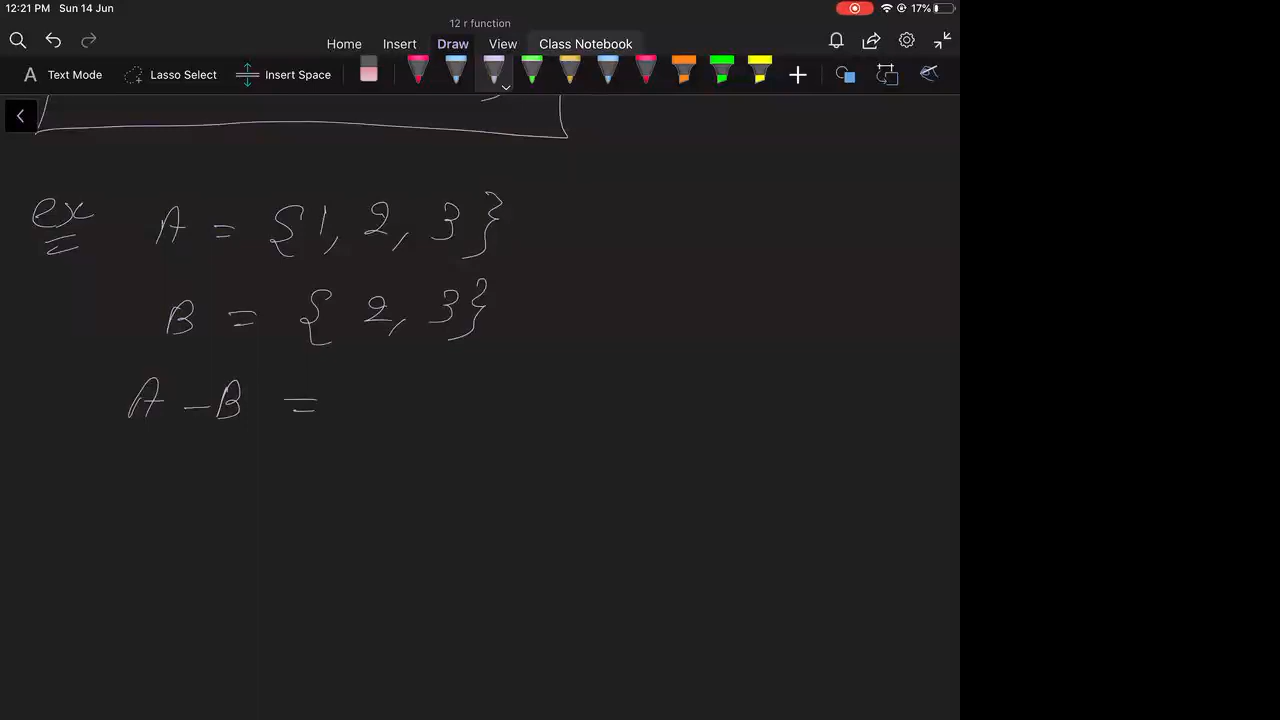 12:21 PM Sun 14 Jun 17%
12 r function
Home Insert Draw View Class Notebook
A Text Mode Lasso Select Insert Space
ex A = {1, 2, 3}
B = { 2, 3}
A - B =